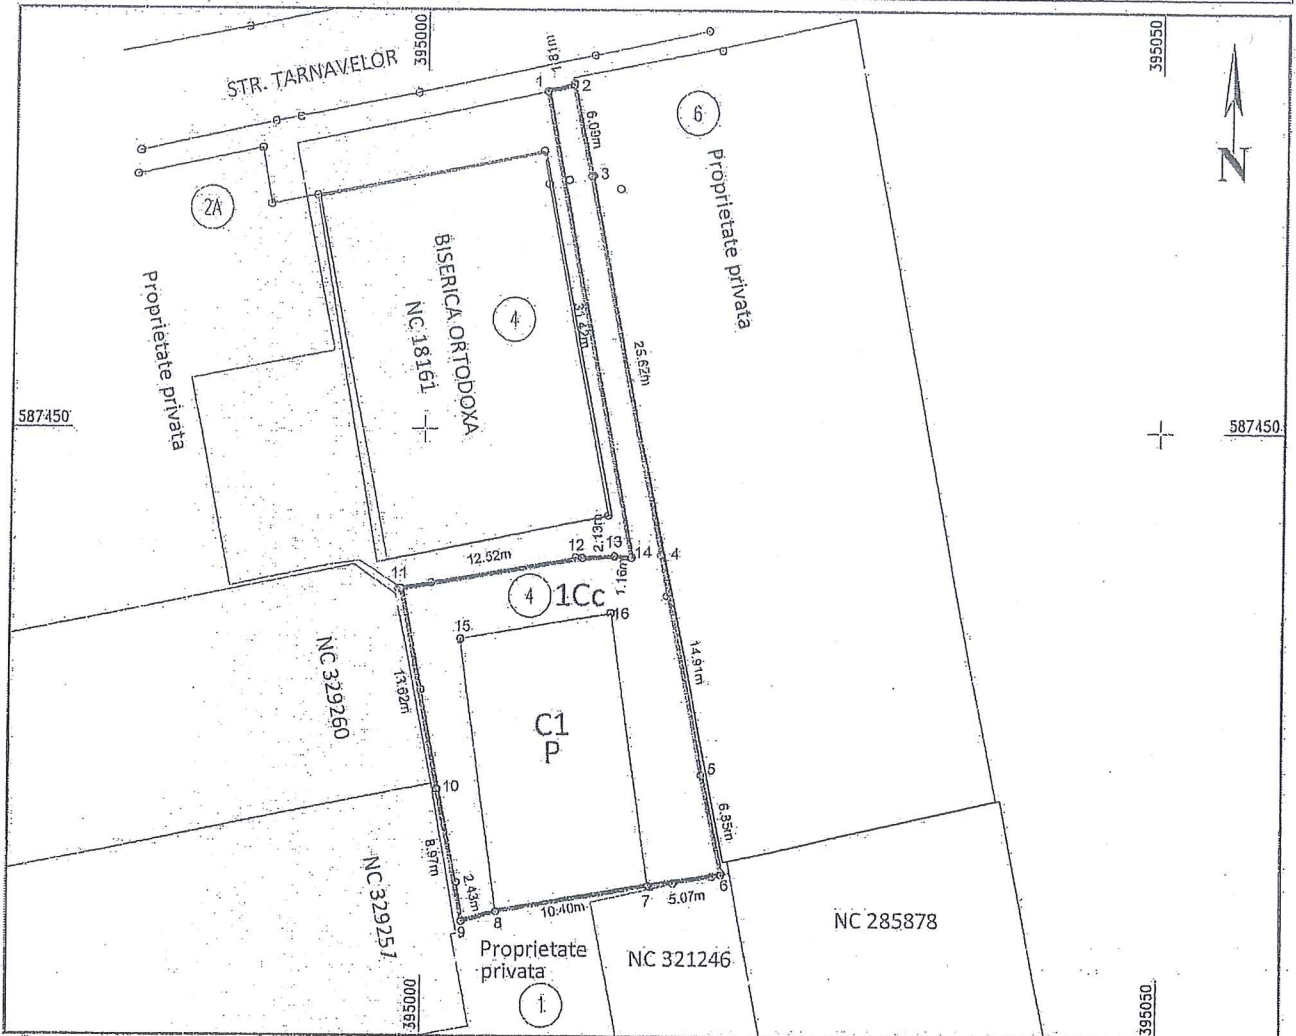 395000
395050
STR. TARNAVELOR
1.81m
1
2
6.09m
6
3
N
2A
Proprietate privata
Proprietate privata
BISERICA ORTODOXA
NC 18161
4
31.42m
25.62m
587450
587450
2.13m
12
13
14
4
12.52m
1.16m
11
4
1Cc
15
16
NC 329260
13.62m
14.91m
C1
P
10
5
6.35m
8.97m
NC 329257
2.43m
6
7
5.07m
8
10.40m
9
NC 285878
Proprietate
privata
NC 321246
1
395000
395050